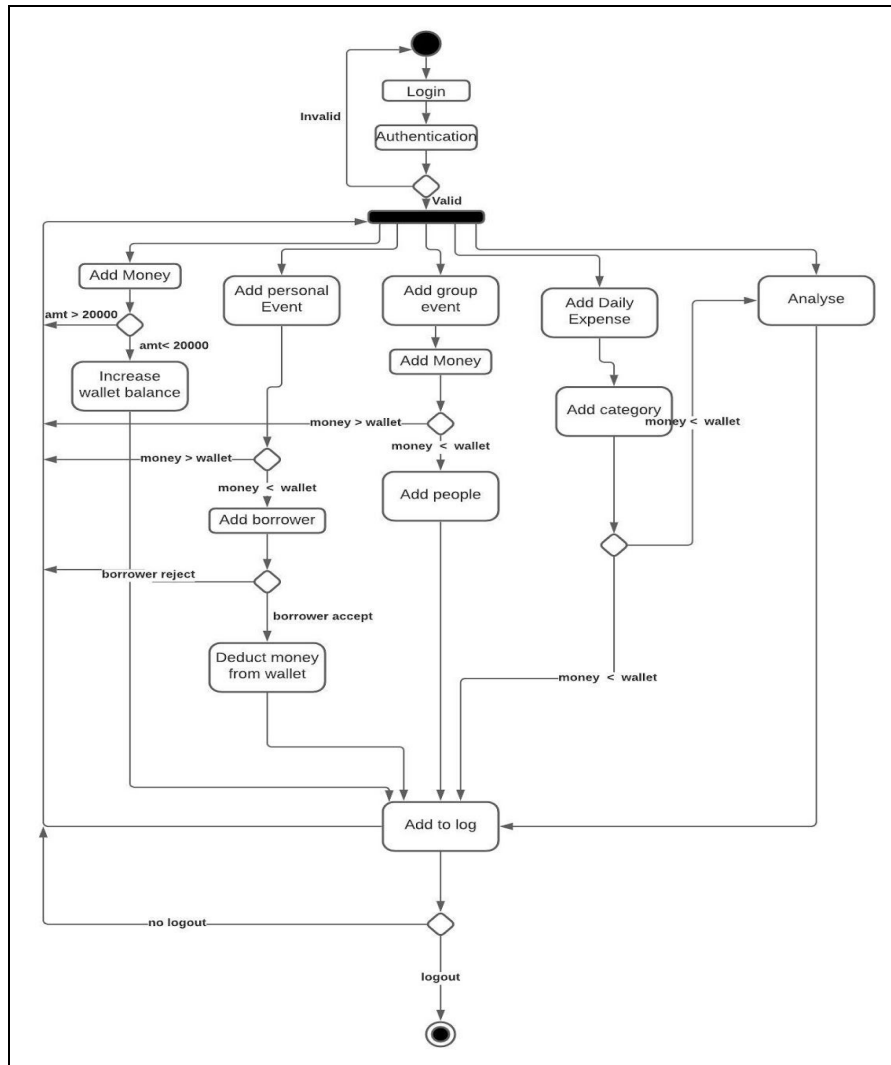 Login
Invalid
Authentication
Valid
Add Money
Add personal
Event
Add group
event
Add Daily
Expense
Analyse
amt > 20000
amt< 20000
Increase
wallet balance
Add Money
Add category
money > wallet
money < wallet
money < wallet
money > wallet
money < wallet
Add people
Add borrower
borrower reject
borrower accept
Deduct money
from wallet
money < wallet
Add to log
no logout
logout